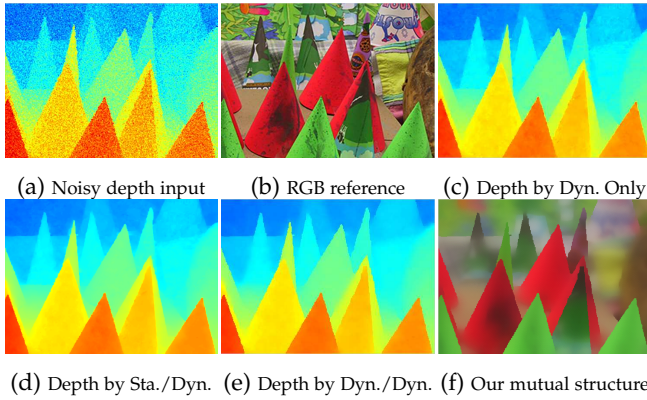 (a) Noisy depth input
(b) RGB reference
(c) Depth by Dyn. Only
(d) Depth by Sta./Dyn.
(e) Depth by Dyn./Dyn.
(f) Our mutual structure